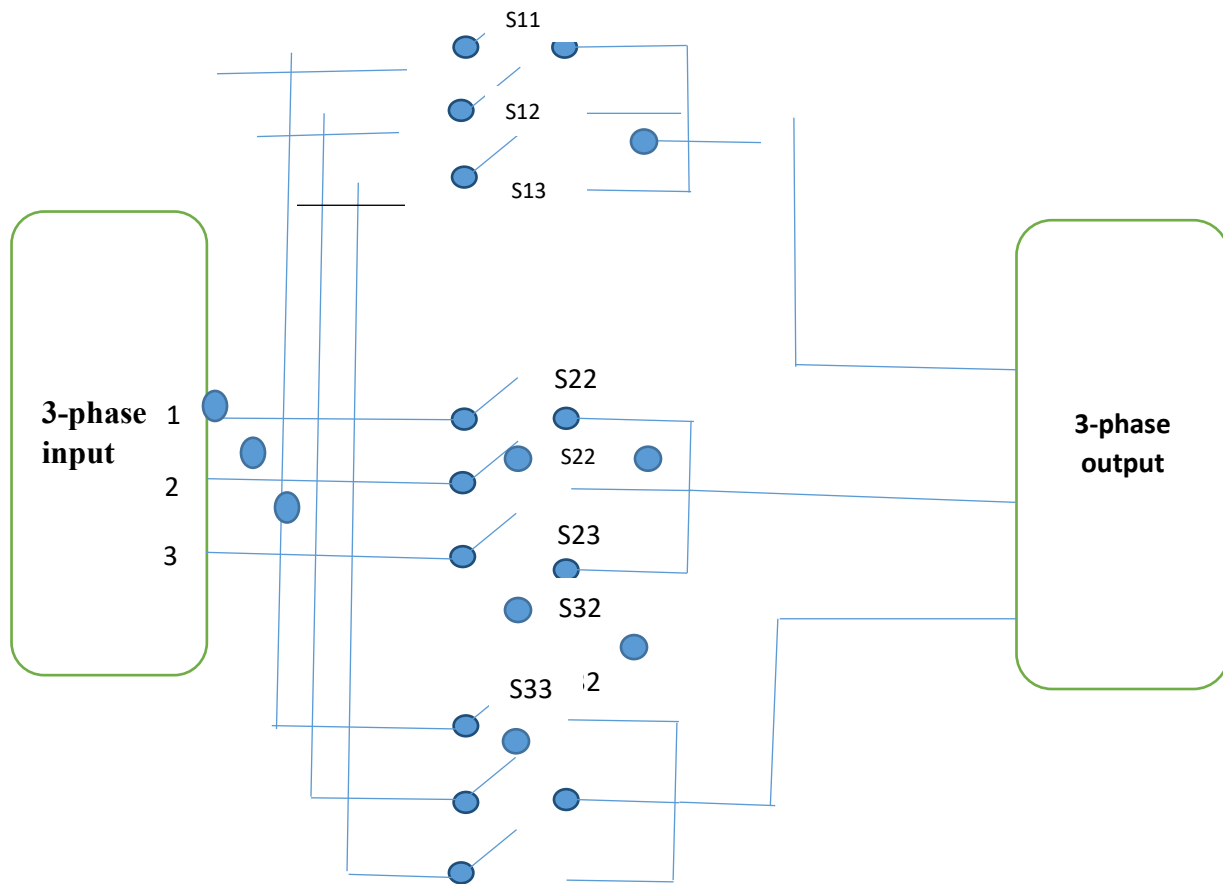 S11
S12
S13
3-phase
input
1
2
3
S22
S22
S23
S32
S33
3-phase
output